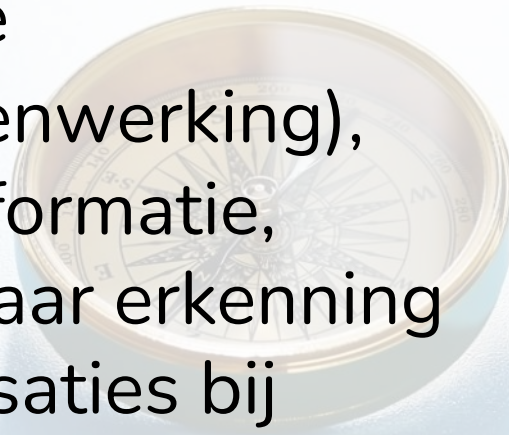 e
enwerking),
formatie,
aar erkenning
saties bij